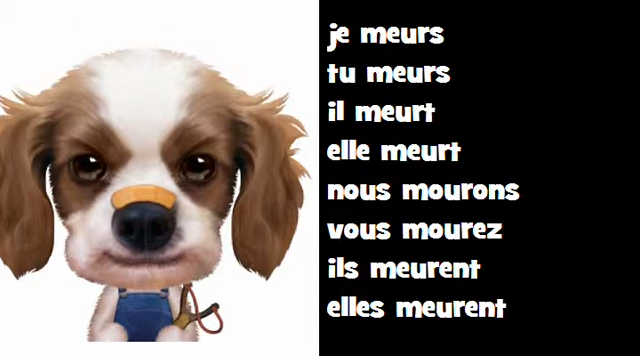 je meurs
tu meurs
il meurt
elle meurt
nous mourons
vous mourez
ils meurent
elles meurent